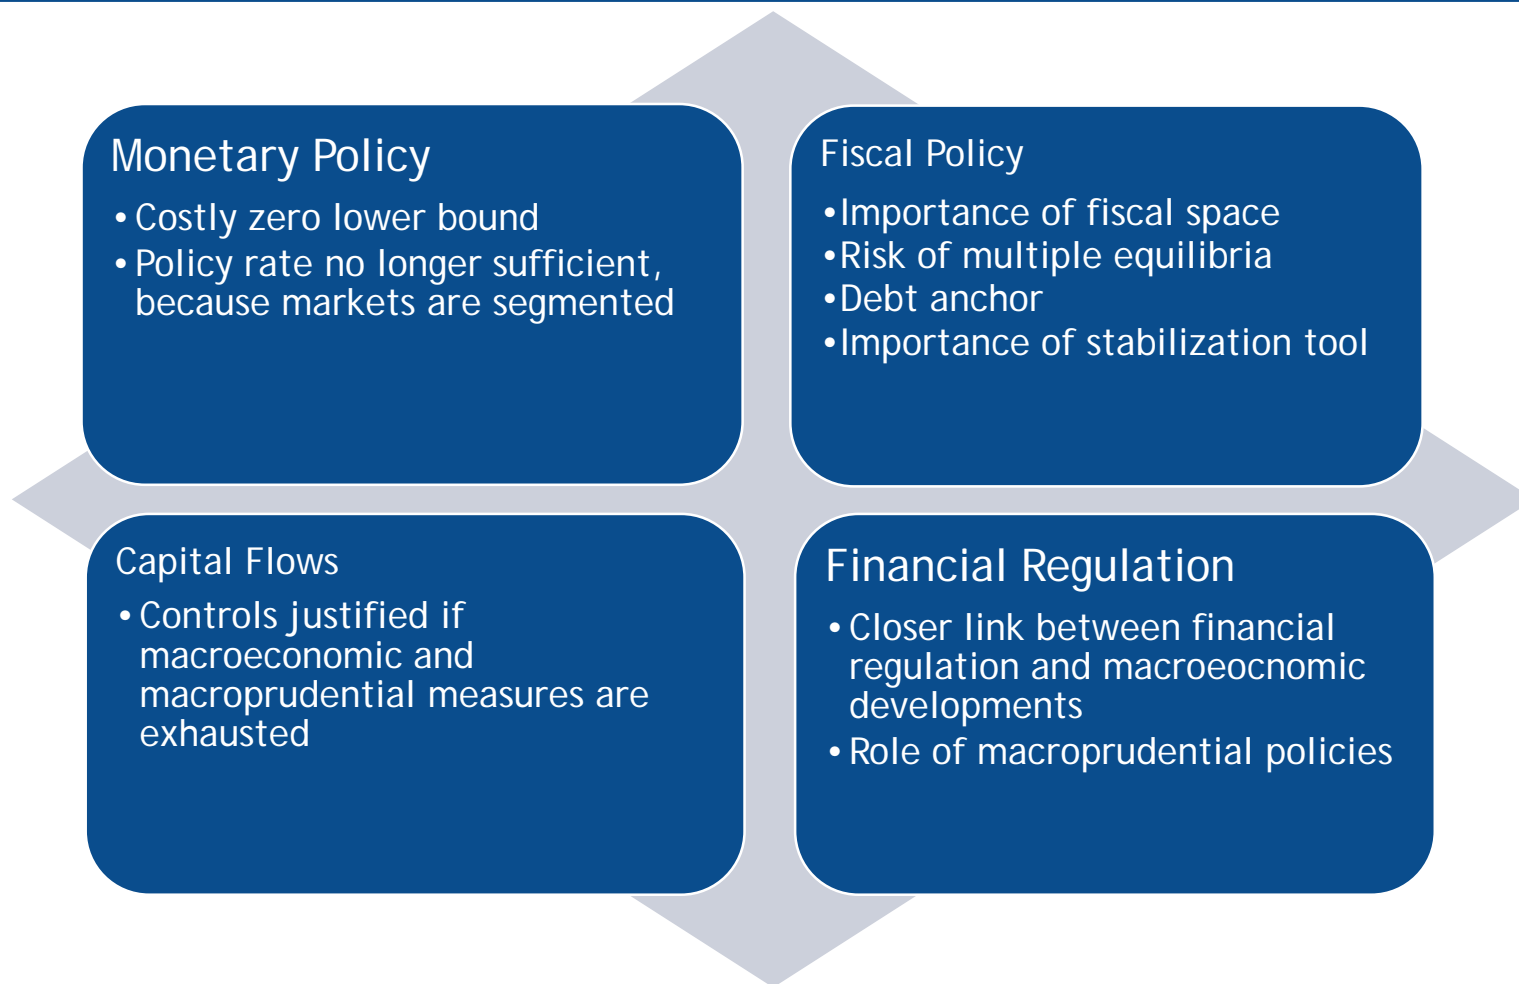 Monetary Policy
• Costly zero lower bound
• Policy rate no longer sufficient,
because markets are segmented
Fiscal Policy
•Importance of fiscal space
•Risk of multiple equilibria
•Debt anchor
•Importance of stabilization tool
Capital Flows
• Controls justified if
macroeconomic and
macroprudential measures are
exhausted
Financial Regulation
• Closer link between financial
regulation and macroeocnomic
developments
• Role of macroprudential policies